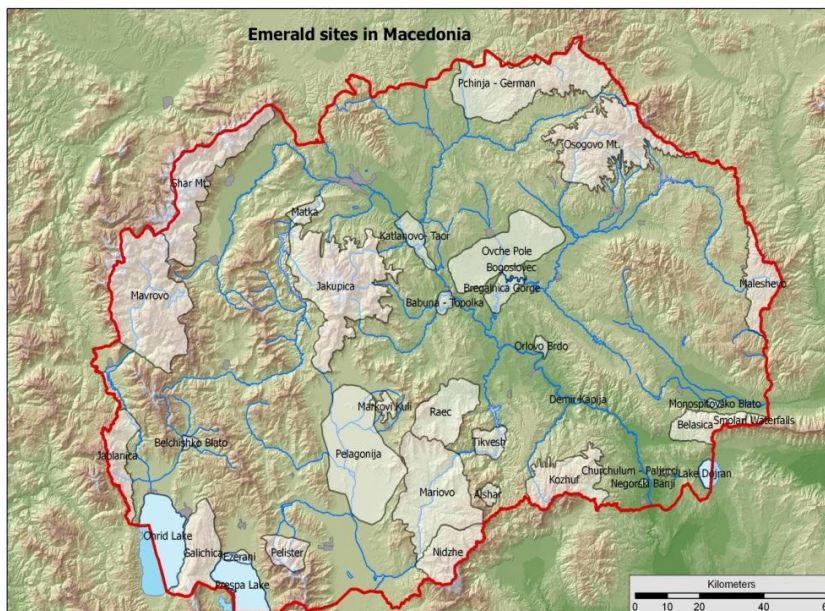 Emerald sites in Macedonia
Pchinja - German
Osogovo Mt.
Shar Mt.
Matka
Katlanovo- Taor
Ovche Pole
Bogoslovec
Bregalnica Gorge
Maleshevo
Mavrovo
Jakupica
Babuna - Topolka
Orlovo Brdo
Markovi Kuli
Raec
Demir Kapija
Monospitovsko Blato
Smolari Waterfalls
Belasica
Belchishko Blato
Jablanica
Pelagonija
Tikvesh
Mariovo
Alshar
Kozhuf
Negorski Banji
Lake Dojran
Ohrid Lake
Galichica
Ezerani
Pelister
Nidzhe
Prespa Lake
Kilometers
0 10 20 40